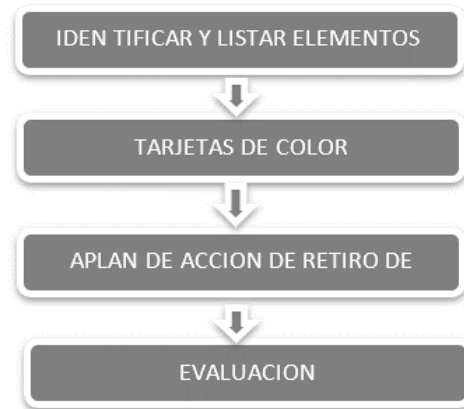 IDEN TIFICAR Y LISTAR ELEMENTOS
TARJETAS DE COLOR
APLAN DE ACCION DE RETIRO DE
EVALUACION